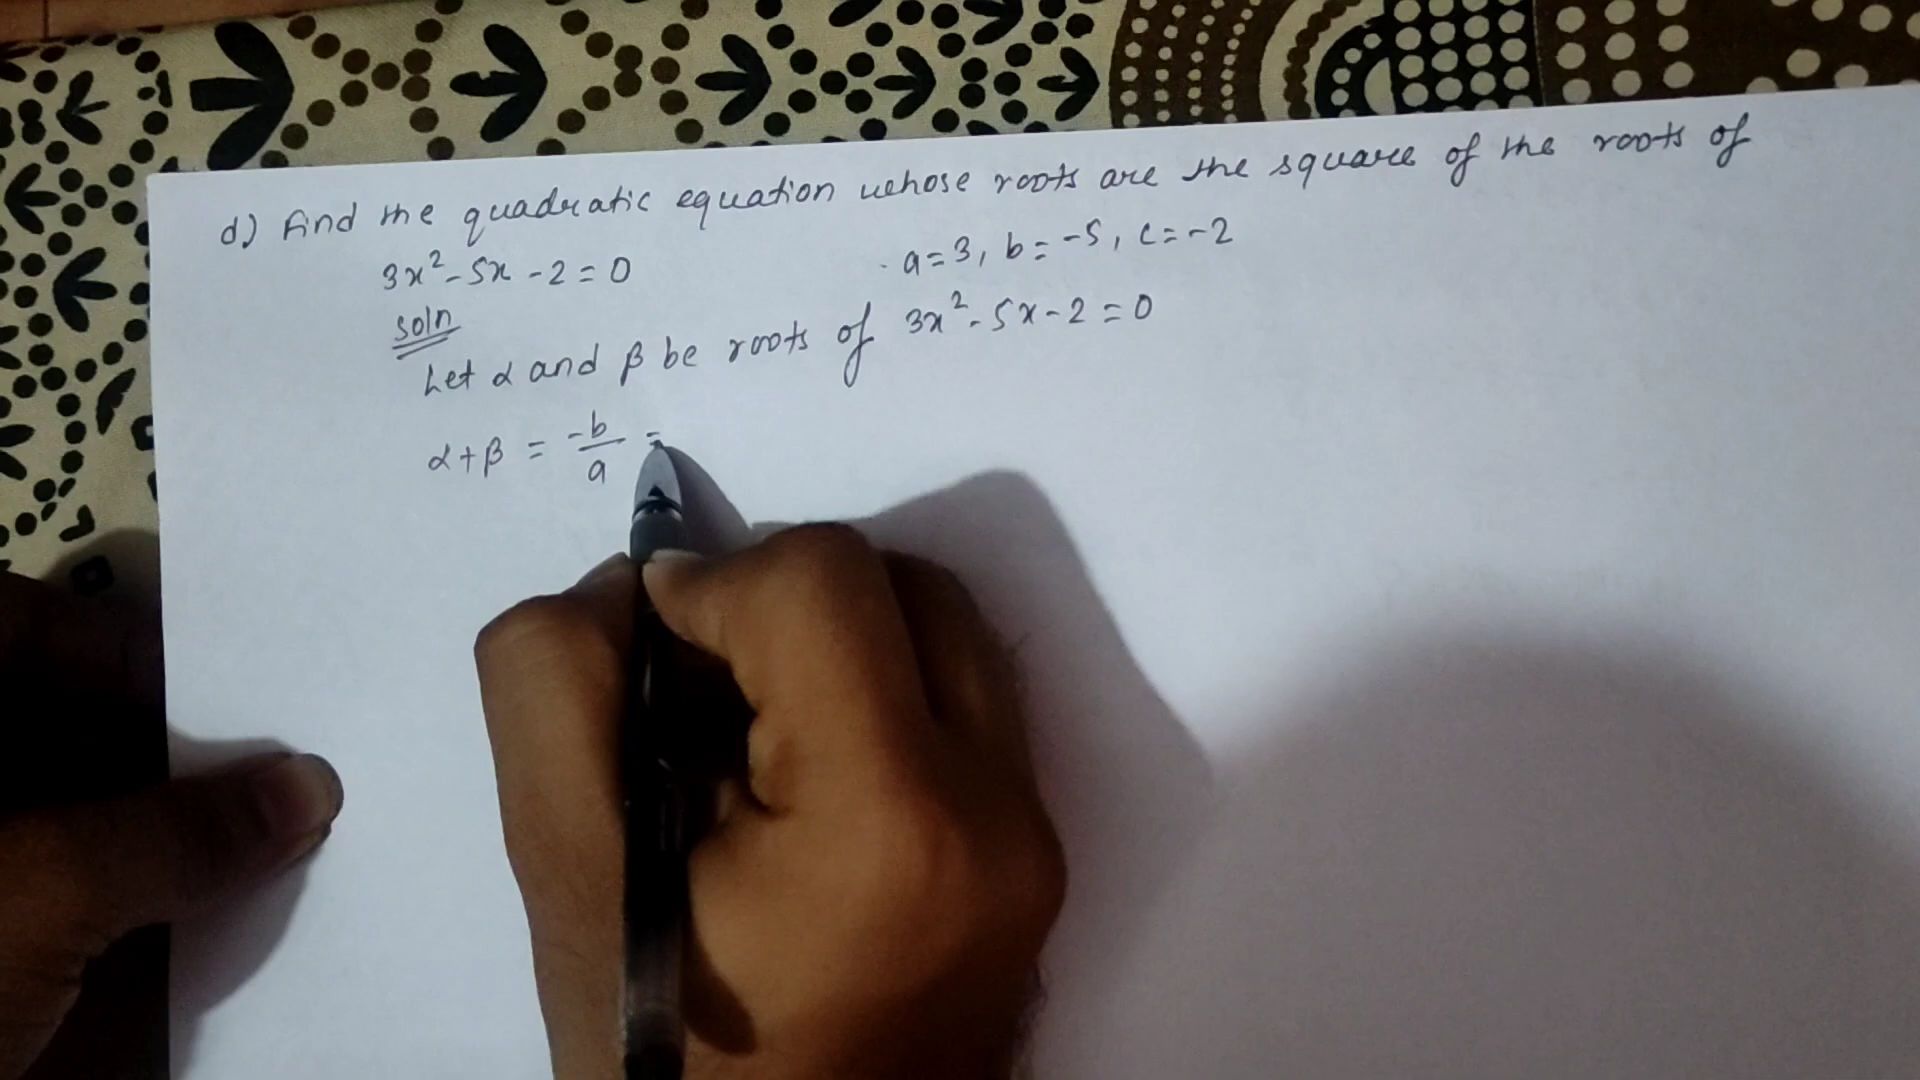 d) Find the quadratic equation whose roots are the square of the roots of
3x² - 5x - 2 = 0
a = 3, b = -5, c = -2
soln
Let α and β be roots of 3x² - 5x - 2 = 0
α + β = -b/a =